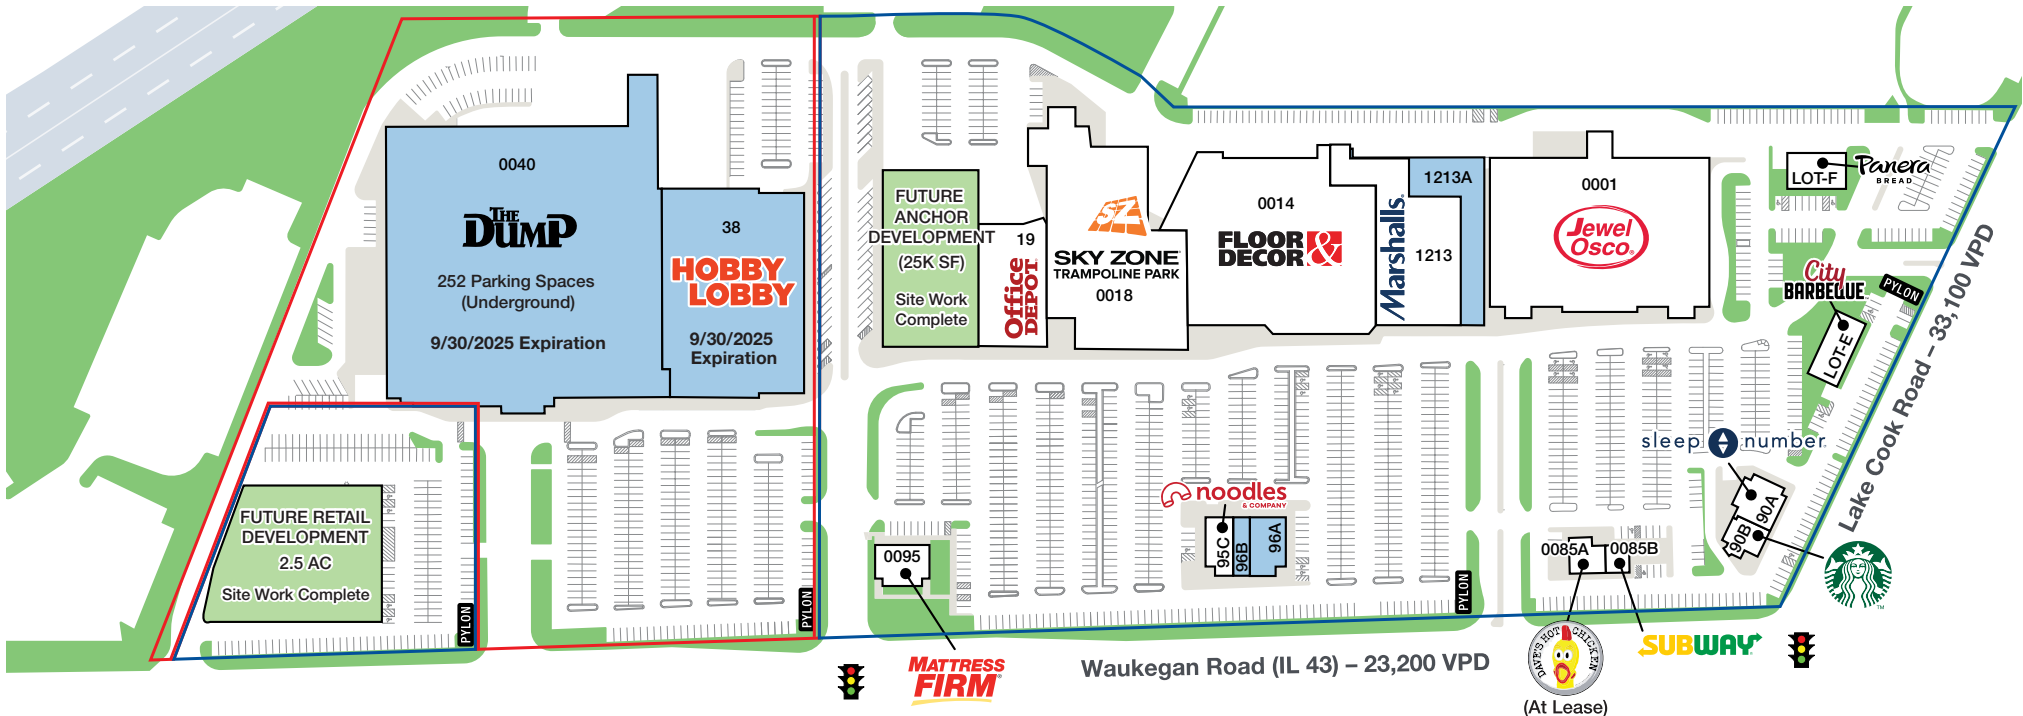 0040
THE
DUMP
252 Parking Spaces
(Underground)
9/30/2025 Expiration
38
HOBBY
LOBBY
9/30/2025
Expiration
FUTURE
ANCHOR
DEVELOPMENT
(25K SF)
Site Work
Complete
19
Office
DEPOT
SZ
SKY ZONE
TRAMPOLINE PARK
0018
0014
FLOOR &
DECOR
Marshalls
1213A
1213
0001
Jewel
Osco
LOT-F
Panera
BREAD
City
BARBEQUE
PYLON
LOT-E
Lake Cook Road – 33,100 VPD
sleep number
90A
90B
FUTURE RETAIL
DEVELOPMENT
2.5 AC
Site Work Complete
PYLON
PYLON
0095
MATTRESS
FIRM
noodles
& COMPANY
95C
96B
96A
PYLON
0085A
0085B
DAVE'S HOT CHICKEN
(At Lease)
SUBWAY
Waukegan Road (IL 43) – 23,200 VPD